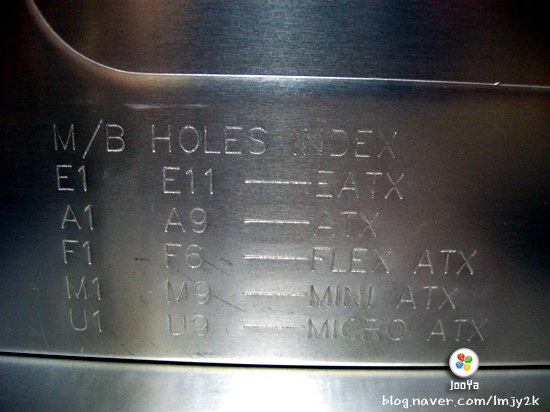 M/B HOLES INDEX
E1 E11 —— EATX
A1 A9 —— ATX
F1 F6 —— FLEX ATX
M1 M9 —— MINI ATX
U1 U9 —— MICRO ATX
JooYa
blog.naver.com/lmjy2k